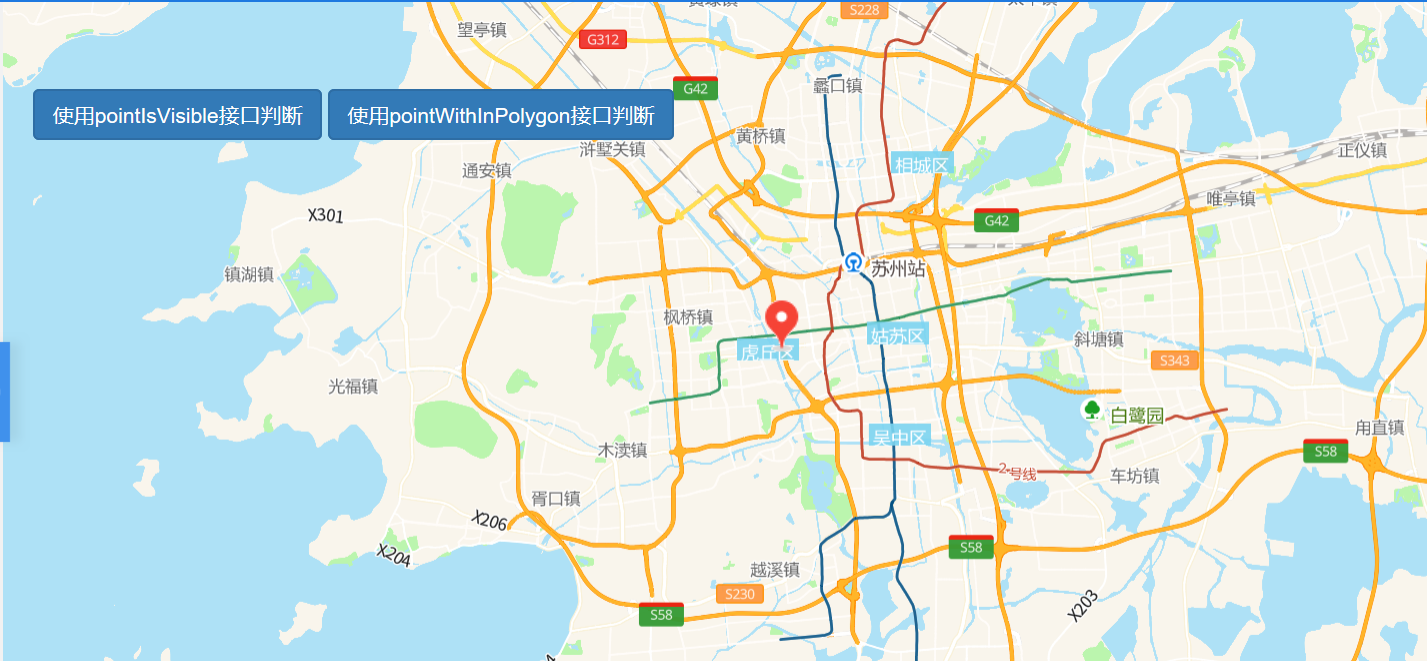 S228
望亭镇
G312
G42
蠡口镇
使用pointIsVisible接口判断
使用pointWithInPolygon接口判断
黄桥镇
浒墅关镇
正仪镇
相城区
通安镇
唯亭镇
X301
G42
苏州站
镇湖镇
枫桥镇
姑苏区
斜塘镇
虎丘区
S343
光福镇
白鹭园
甪直镇
吴中区
木渎镇
S58
2号线
车坊镇
胥口镇
X206
X204
S58
越溪镇
S230
X203
S58